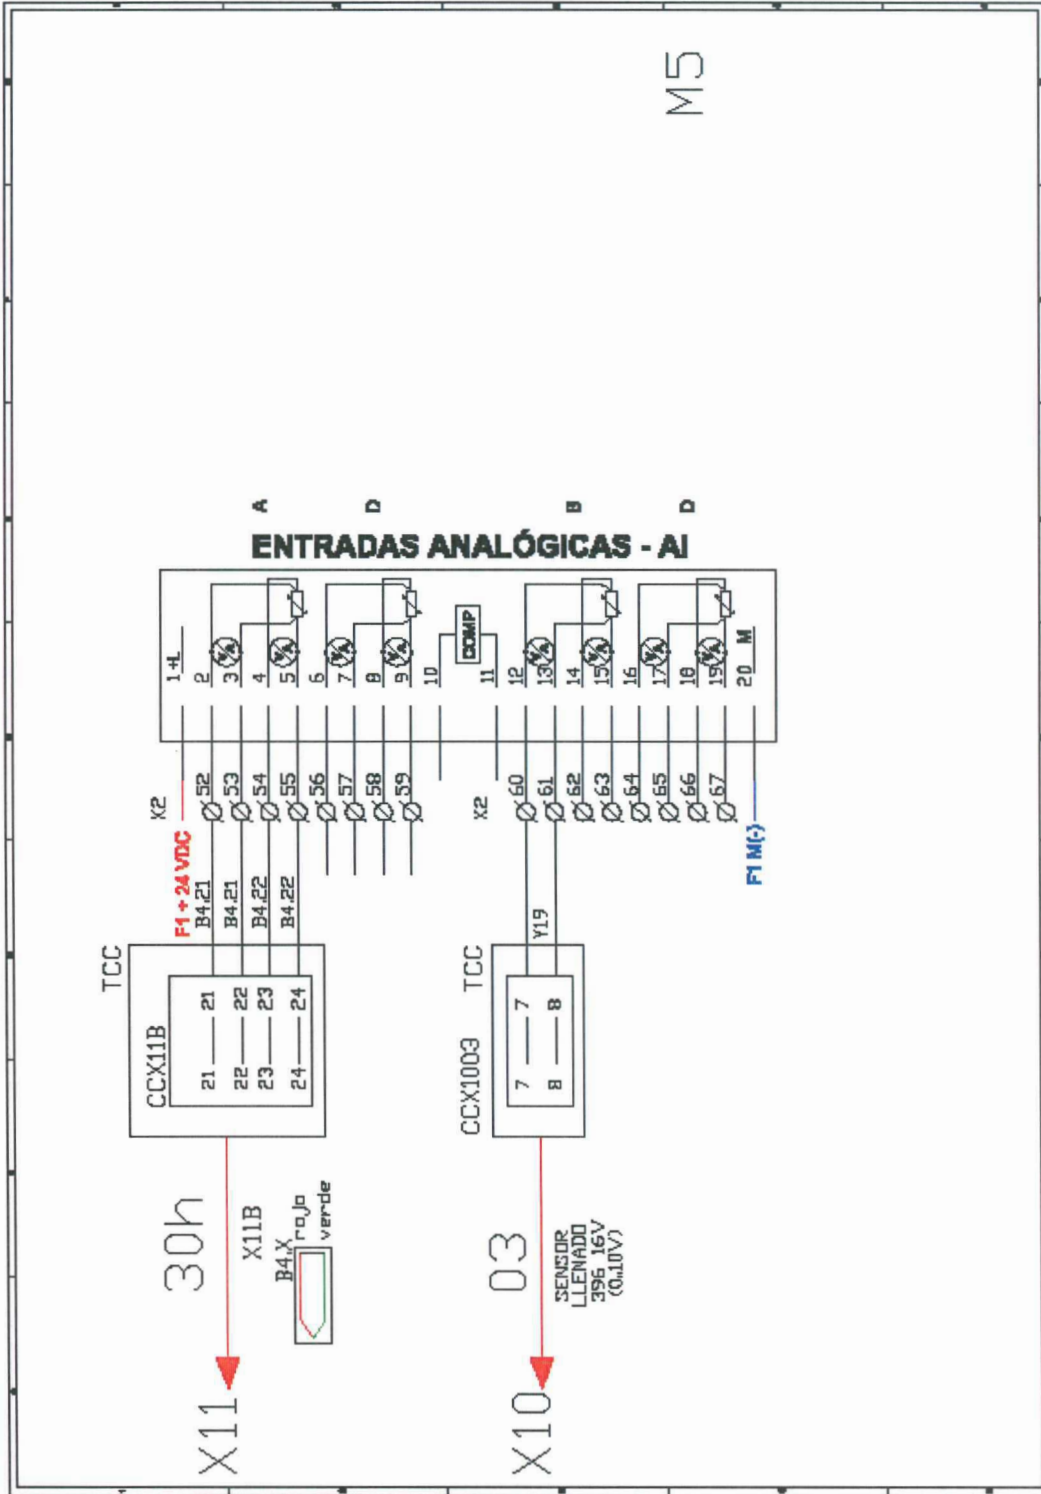 M5
ENTRADAS ANALÓGICAS - AI
A
D
B
D
1 +L
2
3
4
5
6
7
8
9
10
COMP
11
12
13
14
15
16
17
18
19
20 M
X2
52
53
54
55
56
57
58
59
X2
60
61
62
63
64
65
66
67
F1 + 24 VDC
B4.21
B4.21
B4.22
B4.22
F1 M(-)
Y19
TCC
CCX11B
21 21
22 22
23 23
24 24
TCC
CCX1003
7 7
8 8
30h
X11B
B4.X
rojo
verde
X11
03
SENSOR
LLENADO
396 16V
(0..10V)
X10